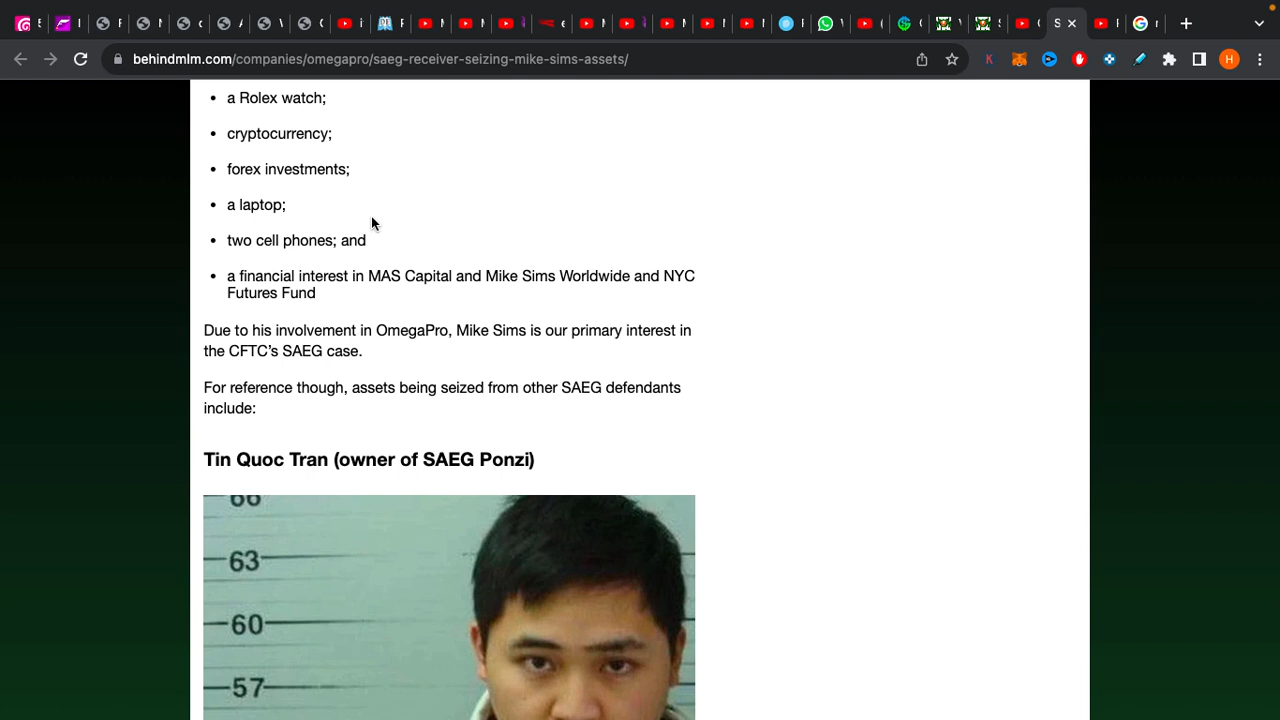 S
I
F
N
c
A
V
C
i
F
M
M
i
e
M
i
M
N
M
F
V
C
G
V
S
C
S
F
r
behindmlm.com/companies/omegapro/saeg-receiver-seizing-mike-sims-assets/
H
• a Rolex watch;
• cryptocurrency;
• forex investments;
• a laptop;
• two cell phones; and
• a financial interest in MAS Capital and Mike Sims Worldwide and NYC
Futures Fund
Due to his involvement in OmegaPro, Mike Sims is our primary interest in
the CFTC’s SAEG case.
For reference though, assets being seized from other SAEG defendants
include:
Tin Quoc Tran (owner of SAEG Ponzi)
66
63
60
57